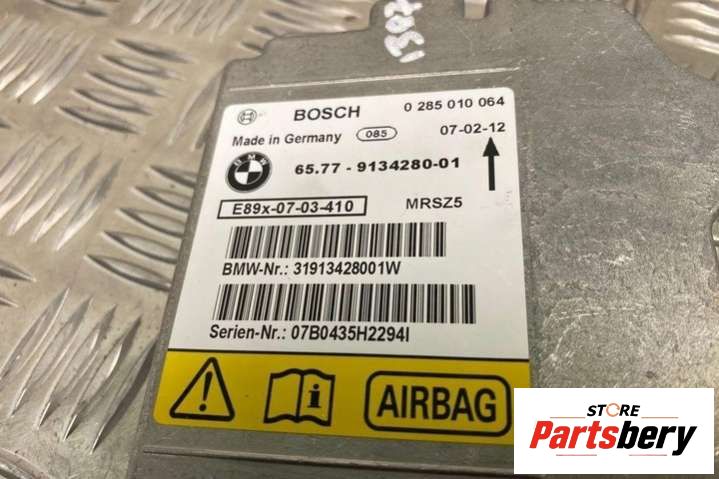 BOSCH 0 285 010 064
Made in Germany 085 07-02-12
BMW 65.77 - 9134280-01
E89x-07-03-410 MRSZ5
BMW-Nr.: 31913428001W
Serien-Nr.: 07B0435H2294I
AIRBAG
STORE
Partsbery